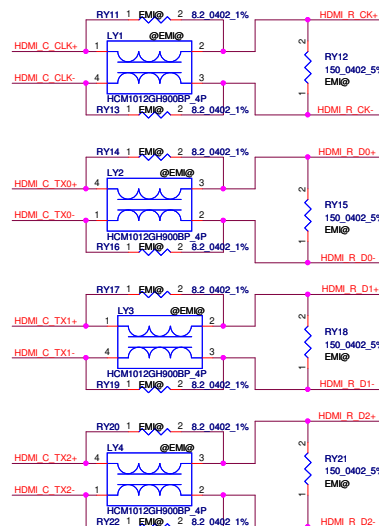 RY11 1 EMI@ 2 8.2_0402_1% HDMI_R_CK+
LY1 @EMI@
HDMI_C_CLK+ 1 2
RY12
150_0402_5%
EMI@
2
1
HDMI_C_CLK- 4 3
HCM1012GH900BP_4P
RY13 1 EMI@ 2 8.2_0402_1% HDMI_R_CK-
RY14 1 EMI@ 2 8.2_0402_1% HDMI_R_D0+
LY2 @EMI@
HDMI_C_TX0+ 4 3
RY15
150_0402_5%
EMI@
2
1
HDMI_C_TX0- 1 2
HCM1012GH900BP_4P
RY16 1 EMI@ 2 8.2_0402_1% HDMI_R_D0-
RY17 1 EMI@ 2 8.2_0402_1% HDMI_R_D1+
LY3 @EMI@
HDMI_C_TX1+ 1 2
RY18
150_0402_5%
EMI@
2
1
HDMI_C_TX1- 4 3
HCM1012GH900BP_4P
RY19 1 EMI@ 2 8.2_0402_1% HDMI_R_D1-
RY20 1 EMI@ 2 8.2_0402_1% HDMI_R_D2+
LY4 @EMI@
HDMI_C_TX2+ 4 3
RY21
150_0402_5%
EMI@
2
1
HDMI_C_TX2- 1 2
HCM1012GH900BP_4P
RY22 1 EMI@ 2 8.2_0402_1% HDMI_R_D2-